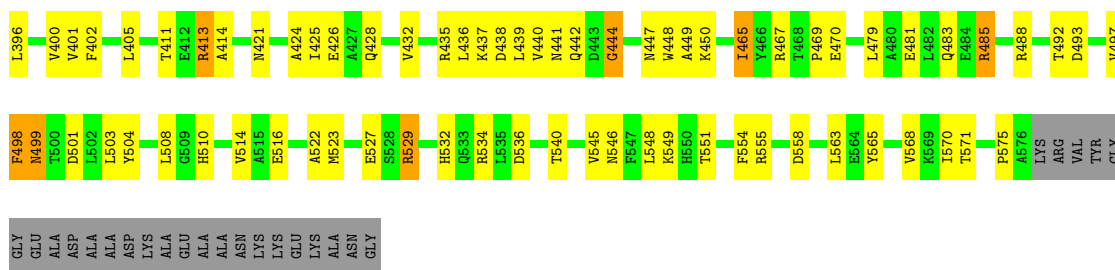 L396 V400 V401 F402 L405 T411 E412 R413 A414 N421 A424 I425 E426 A427 Q428 V432 R435 L436 K437 D438 L439 V440 N441 Q442 D443 G444 N447 W448 A449 K450 I465 Y466 R467 T468 P469 E470 L479 A480 E481 L482 Q483 E484 R485 R488 T492 D493 V497
F498 N499 T500 D501 L502 L503 Y504 L508 G509 H510 V514 A515 E516 A522 M523 E527 S528 R529 H532 Q533 R534 L535 D536 T540 V545 N546 F547 L548 K549 H550 T551 F554 R555 D558 L563 E564 Y565 V568 K569 I570 T571 P575 A576 LYS ARG VAL TYR GLY
GLY GLU ALA ASP ALA ALA ASP LYS ALA GLU ALA ALA ASN LYS LYS GLU LYS ALA ASN GLY